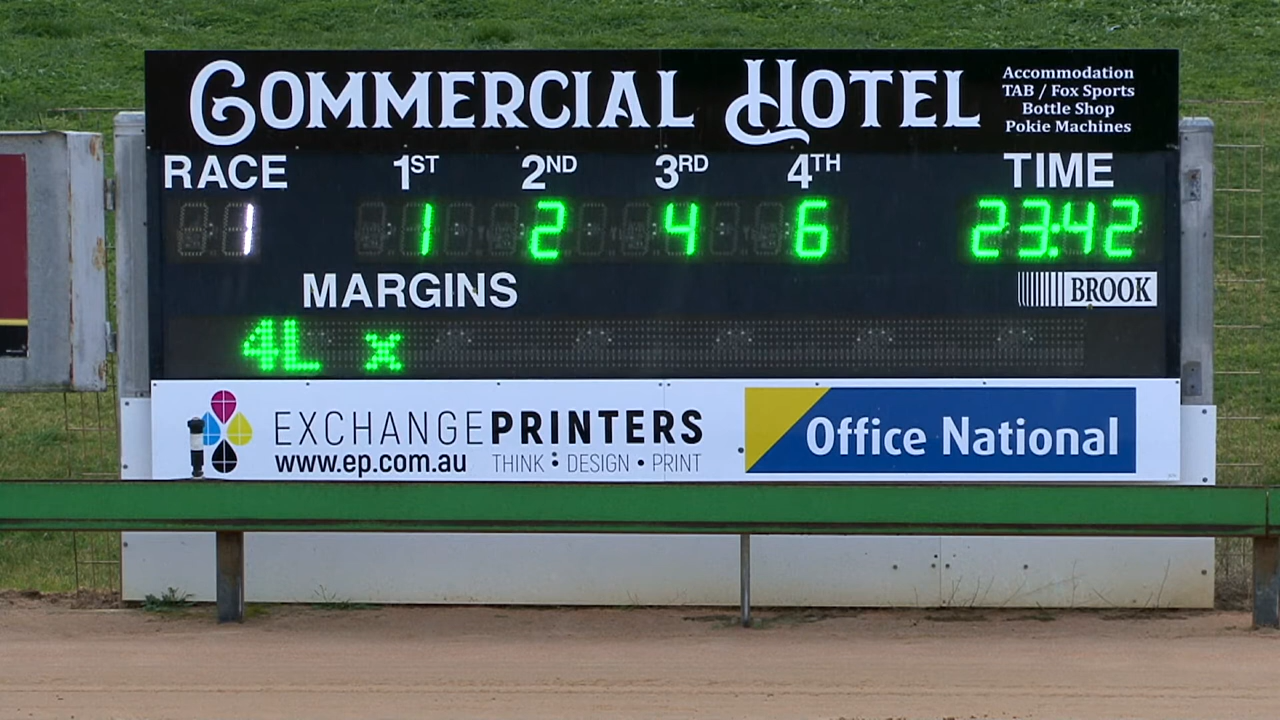 COMMERCIAL HOTEL
Accommodation
TAB / Fox Sports
Bottle Shop
Pokie Machines
RACE 1ST 2ND 3RD 4TH TIME
1 1 2 4 6 23:42
MARGINS
BROOK
4L x
EXCHANGEPRINTERS
www.ep.com.au THINK • DESIGN • PRINT
Office National